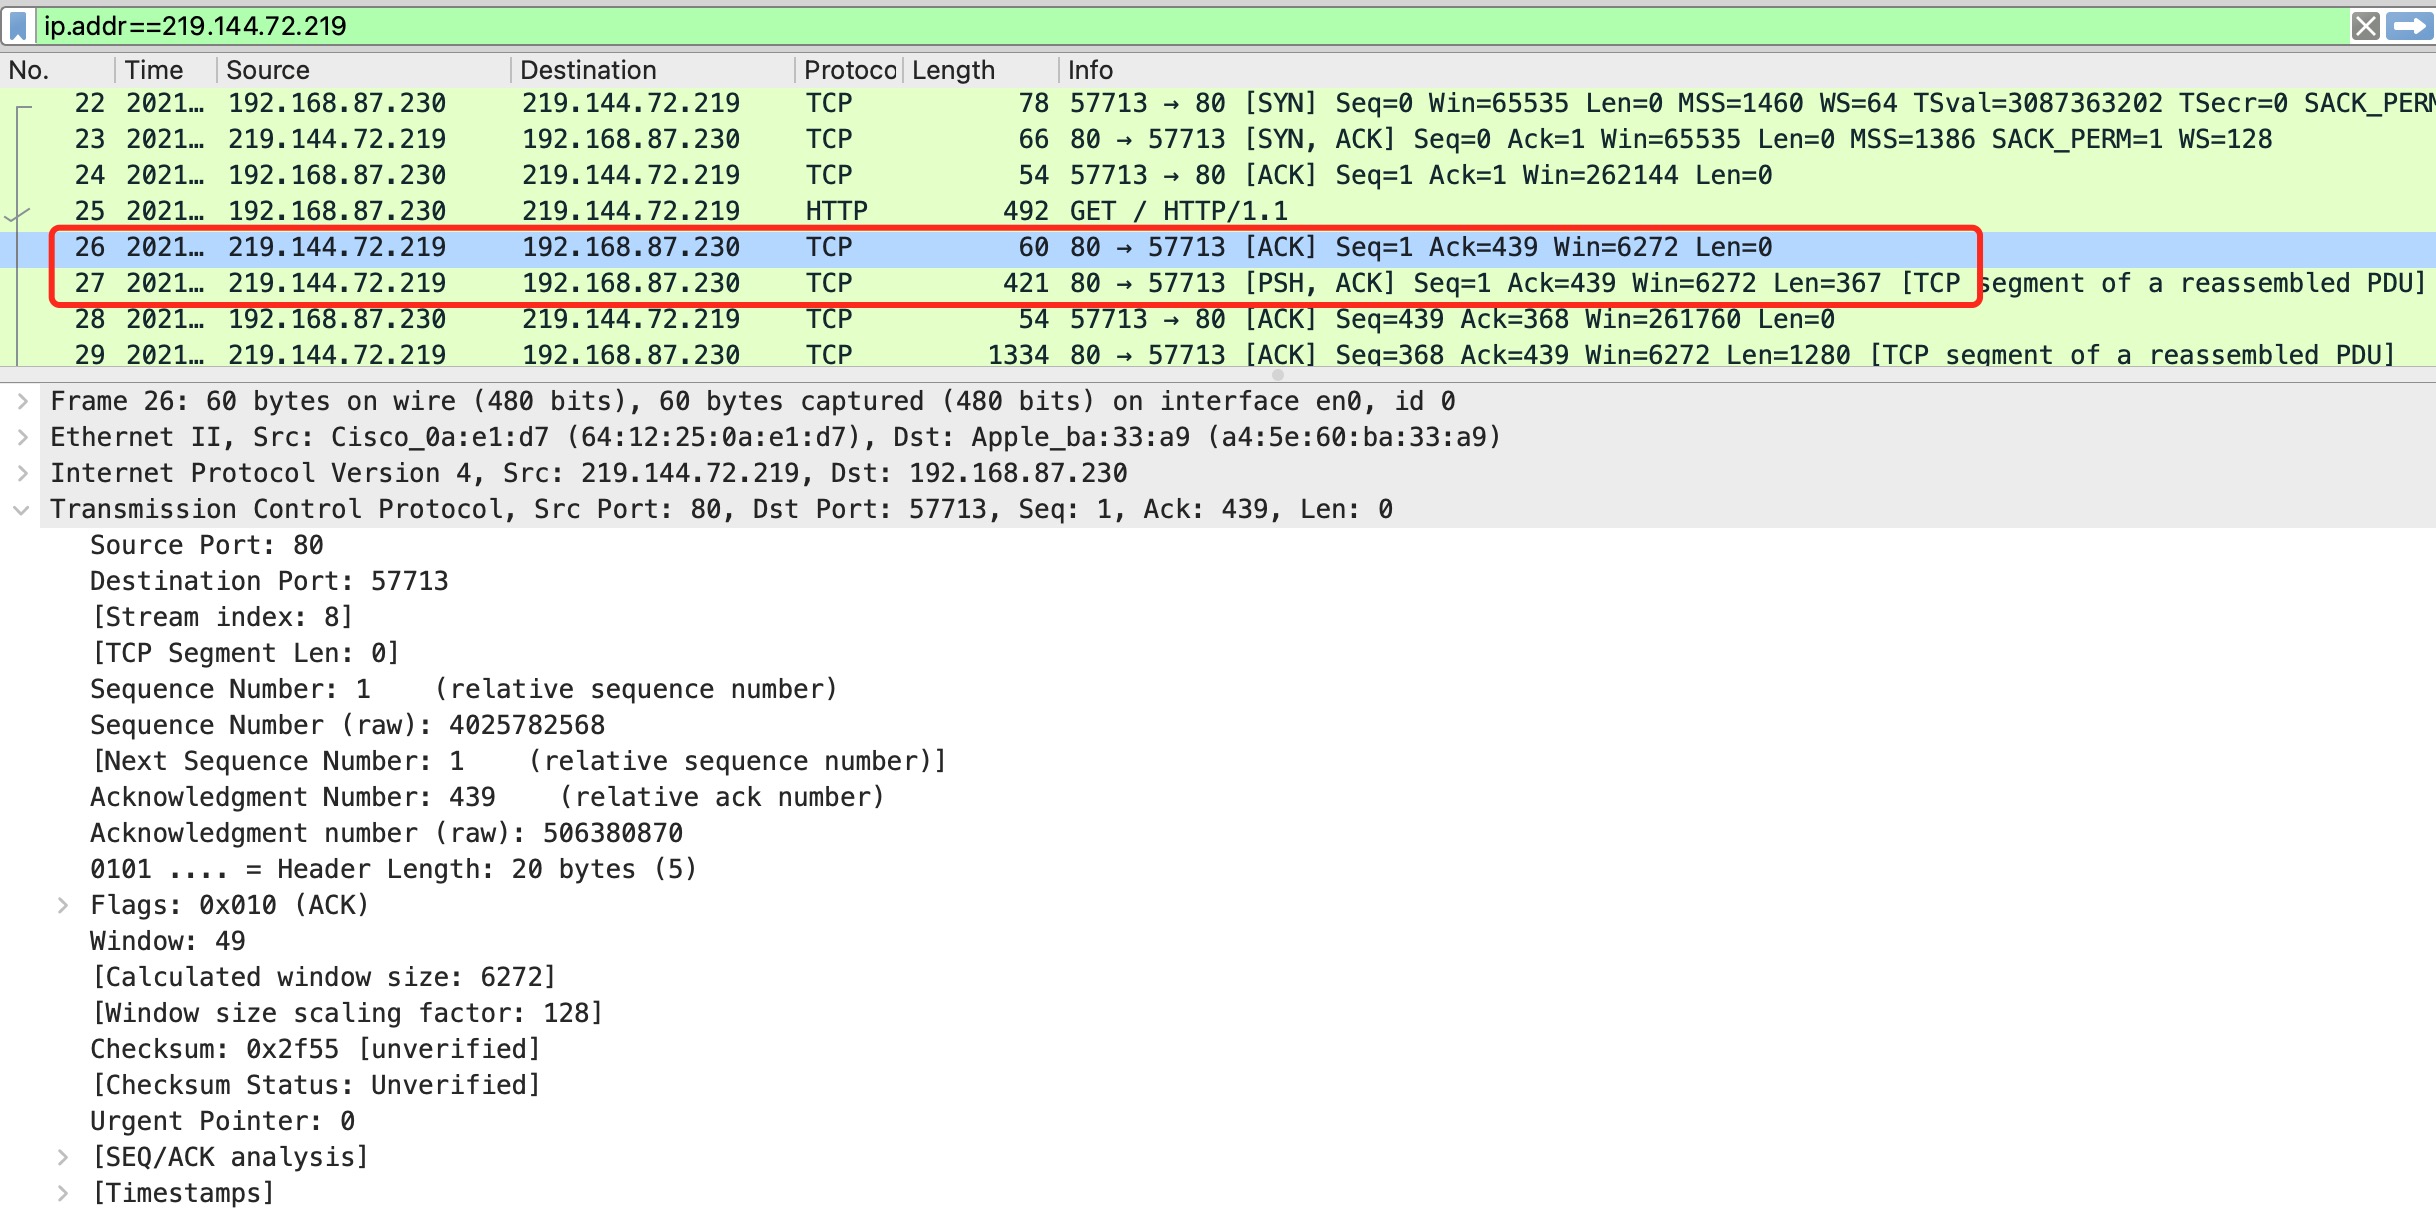 ip.addr==219.144.72.219
No. Time Source Destination Protoco Length Info
22 2021… 192.168.87.230 219.144.72.219 TCP 78 57713 → 80 [SYN] Seq=0 Win=65535 Len=0 MSS=1460 WS=64 TSval=3087363202 TSecr=0 SACK_PERM
23 2021… 219.144.72.219 192.168.87.230 TCP 66 80 → 57713 [SYN, ACK] Seq=0 Ack=1 Win=65535 Len=0 MSS=1386 SACK_PERM=1 WS=128
24 2021… 192.168.87.230 219.144.72.219 TCP 54 57713 → 80 [ACK] Seq=1 Ack=1 Win=262144 Len=0
25 2021… 192.168.87.230 219.144.72.219 HTTP 492 GET / HTTP/1.1
26 2021… 219.144.72.219 192.168.87.230 TCP 60 80 → 57713 [ACK] Seq=1 Ack=439 Win=6272 Len=0
27 2021… 219.144.72.219 192.168.87.230 TCP 421 80 → 57713 [PSH, ACK] Seq=1 Ack=439 Win=6272 Len=367 [TCP segment of a reassembled PDU]
28 2021… 192.168.87.230 219.144.72.219 TCP 54 57713 → 80 [ACK] Seq=439 Ack=368 Win=261760 Len=0
29 2021… 219.144.72.219 192.168.87.230 TCP 1334 80 → 57713 [ACK] Seq=368 Ack=439 Win=6272 Len=1280 [TCP segment of a reassembled PDU]
Frame 26: 60 bytes on wire (480 bits), 60 bytes captured (480 bits) on interface en0, id 0
Ethernet II, Src: Cisco_0a:e1:d7 (64:12:25:0a:e1:d7), Dst: Apple_ba:33:a9 (a4:5e:60:ba:33:a9)
Internet Protocol Version 4, Src: 219.144.72.219, Dst: 192.168.87.230
Transmission Control Protocol, Src Port: 80, Dst Port: 57713, Seq: 1, Ack: 439, Len: 0
Source Port: 80
Destination Port: 57713
[Stream index: 8]
[TCP Segment Len: 0]
Sequence Number: 1 (relative sequence number)
Sequence Number (raw): 4025782568
[Next Sequence Number: 1 (relative sequence number)]
Acknowledgment Number: 439 (relative ack number)
Acknowledgment number (raw): 506380870
0101 .... = Header Length: 20 bytes (5)
Flags: 0x010 (ACK)
Window: 49
[Calculated window size: 6272]
[Window size scaling factor: 128]
Checksum: 0x2f55 [unverified]
[Checksum Status: Unverified]
Urgent Pointer: 0
[SEQ/ACK analysis]
[Timestamps]